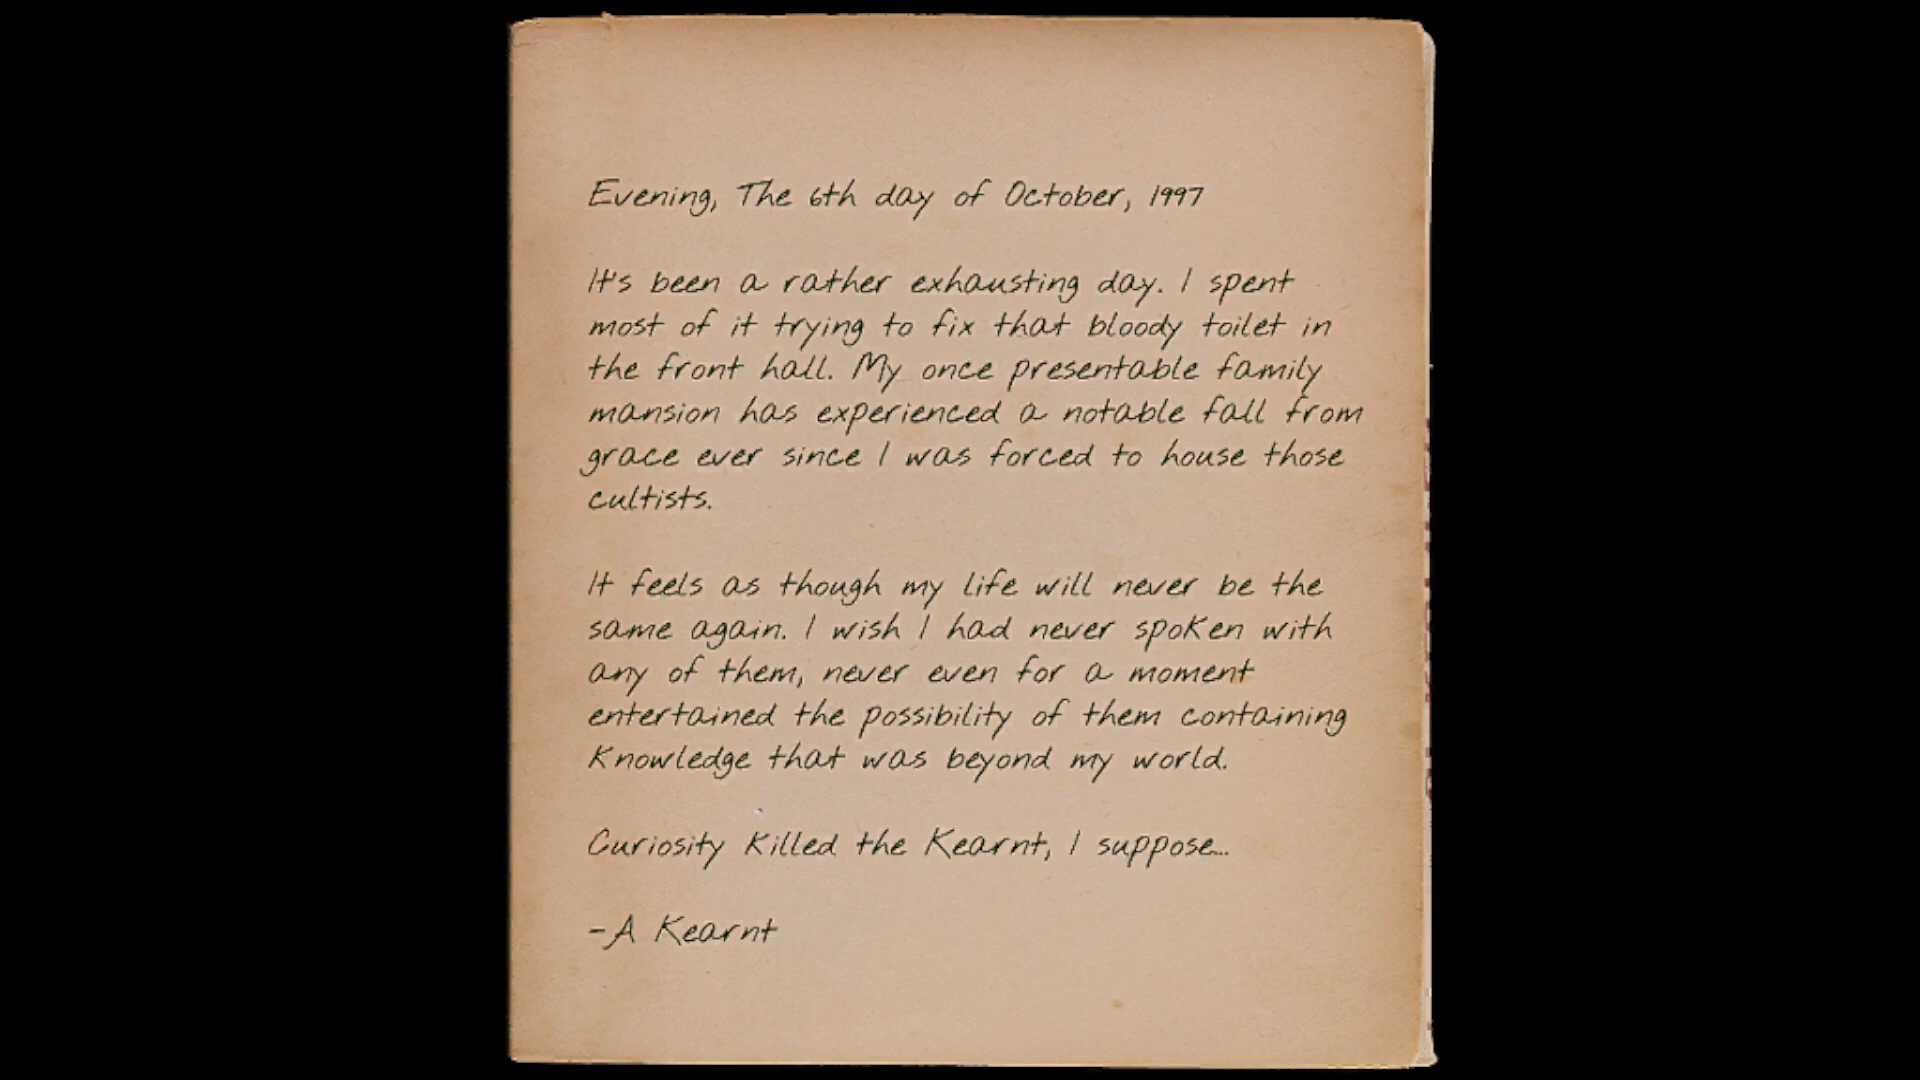 Evening, The 6th day of October, 1997
It's been a rather exhausting day. I spent
most of it trying to fix that bloody toilet in
the front hall. My once presentable family
mansion has experienced a notable fall from
grace ever since I was forced to house those
cultists.
It feels as though my life will never be the
same again. I wish I had never spoken with
any of them, never even for a moment
entertained the possibility of them containing
knowledge that was beyond my world.
Curiosity killed the Kearnt, I suppose...
-A Kearnt